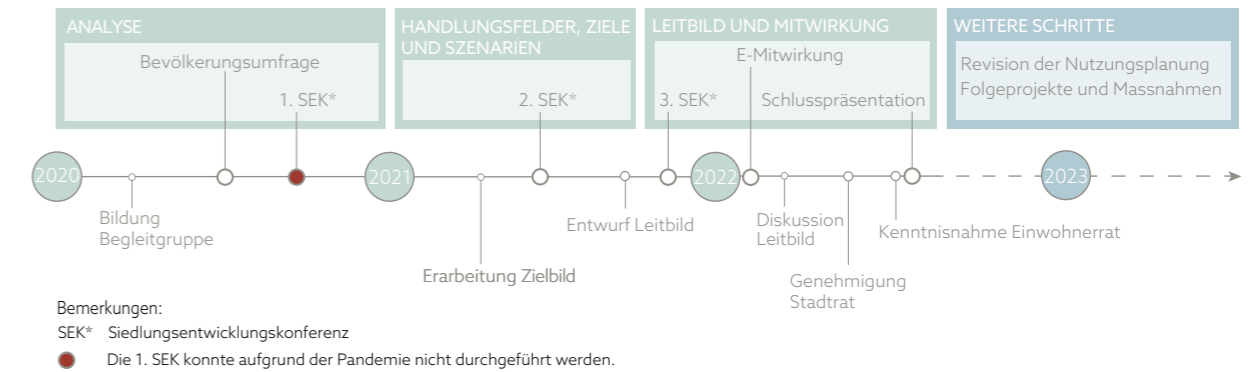 ANALYSE
Bevölkerungsumfrage
1. SEK*
HANDLUNGSFELDER, ZIELE
UND SZENARIEN
2. SEK*
LEITBILD UND MITWIRKUNG
E-Mitwirkung
3. SEK*
Schlusspräsentation
WEITERE SCHRITTE
Revision der Nutzungsplanung
Folgeprojekte und Massnahmen
2020
2021
2022
2023
Bildung
Begleitgruppe
Erarbeitung Zielbild
Entwurf Leitbild
Diskussion
Leitbild
Genehmigung
Stadtrat
Kenntnisnahme Einwohnerrat
Bemerkungen:
SEK* Siedlungsentwicklungskonferenz
Die 1. SEK konnte aufgrund der Pandemie nicht durchgeführt werden.